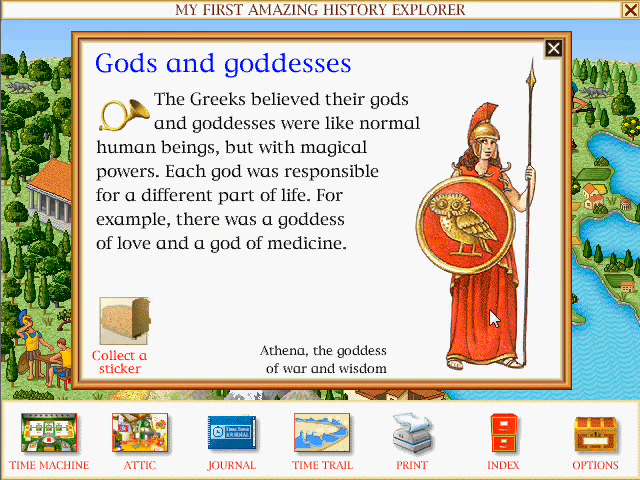 MY FIRST AMAZING HISTORY EXPLORER
Gods and goddesses
The Greeks believed their gods
and goddesses were like normal
human beings, but with magical
powers. Each god was responsible
for a different part of life. For
example, there was a goddess
of love and a god of medicine.
Collect a
sticker
Athena, the goddess
of war and wisdom
TIME MACHINE
ATTIC
Time Travel
JOURNAL
JOURNAL
TIME TRAIL
PRINT
INDEX
OPTIONS